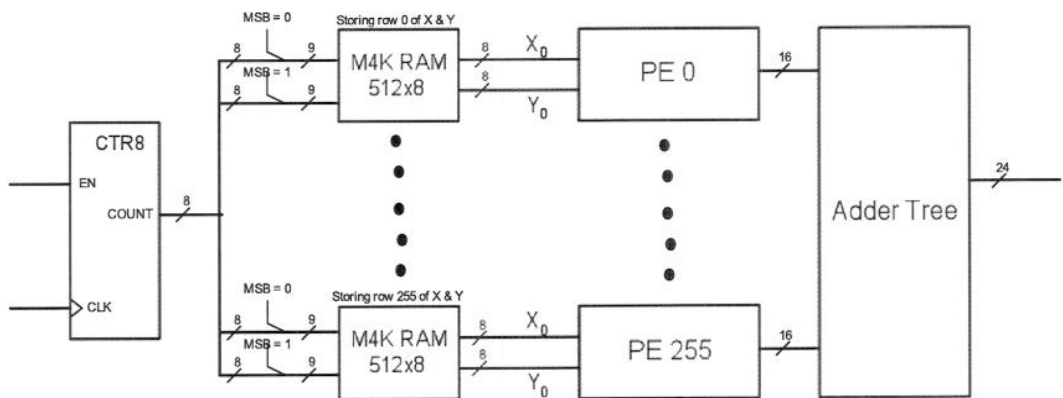 MSB = 0
Storing row 0 of X & Y
8
9
M4K RAM
512x8
8
X0
PE 0
16
MSB = 1
8
9
8
Y0
CTR8
EN
COUNT
8
CLK
Adder Tree
24
MSB = 0
Storing row 255 of X & Y
8
9
M4K RAM
512x8
8
X0
PE 255
16
MSB = 1
8
9
8
Y0